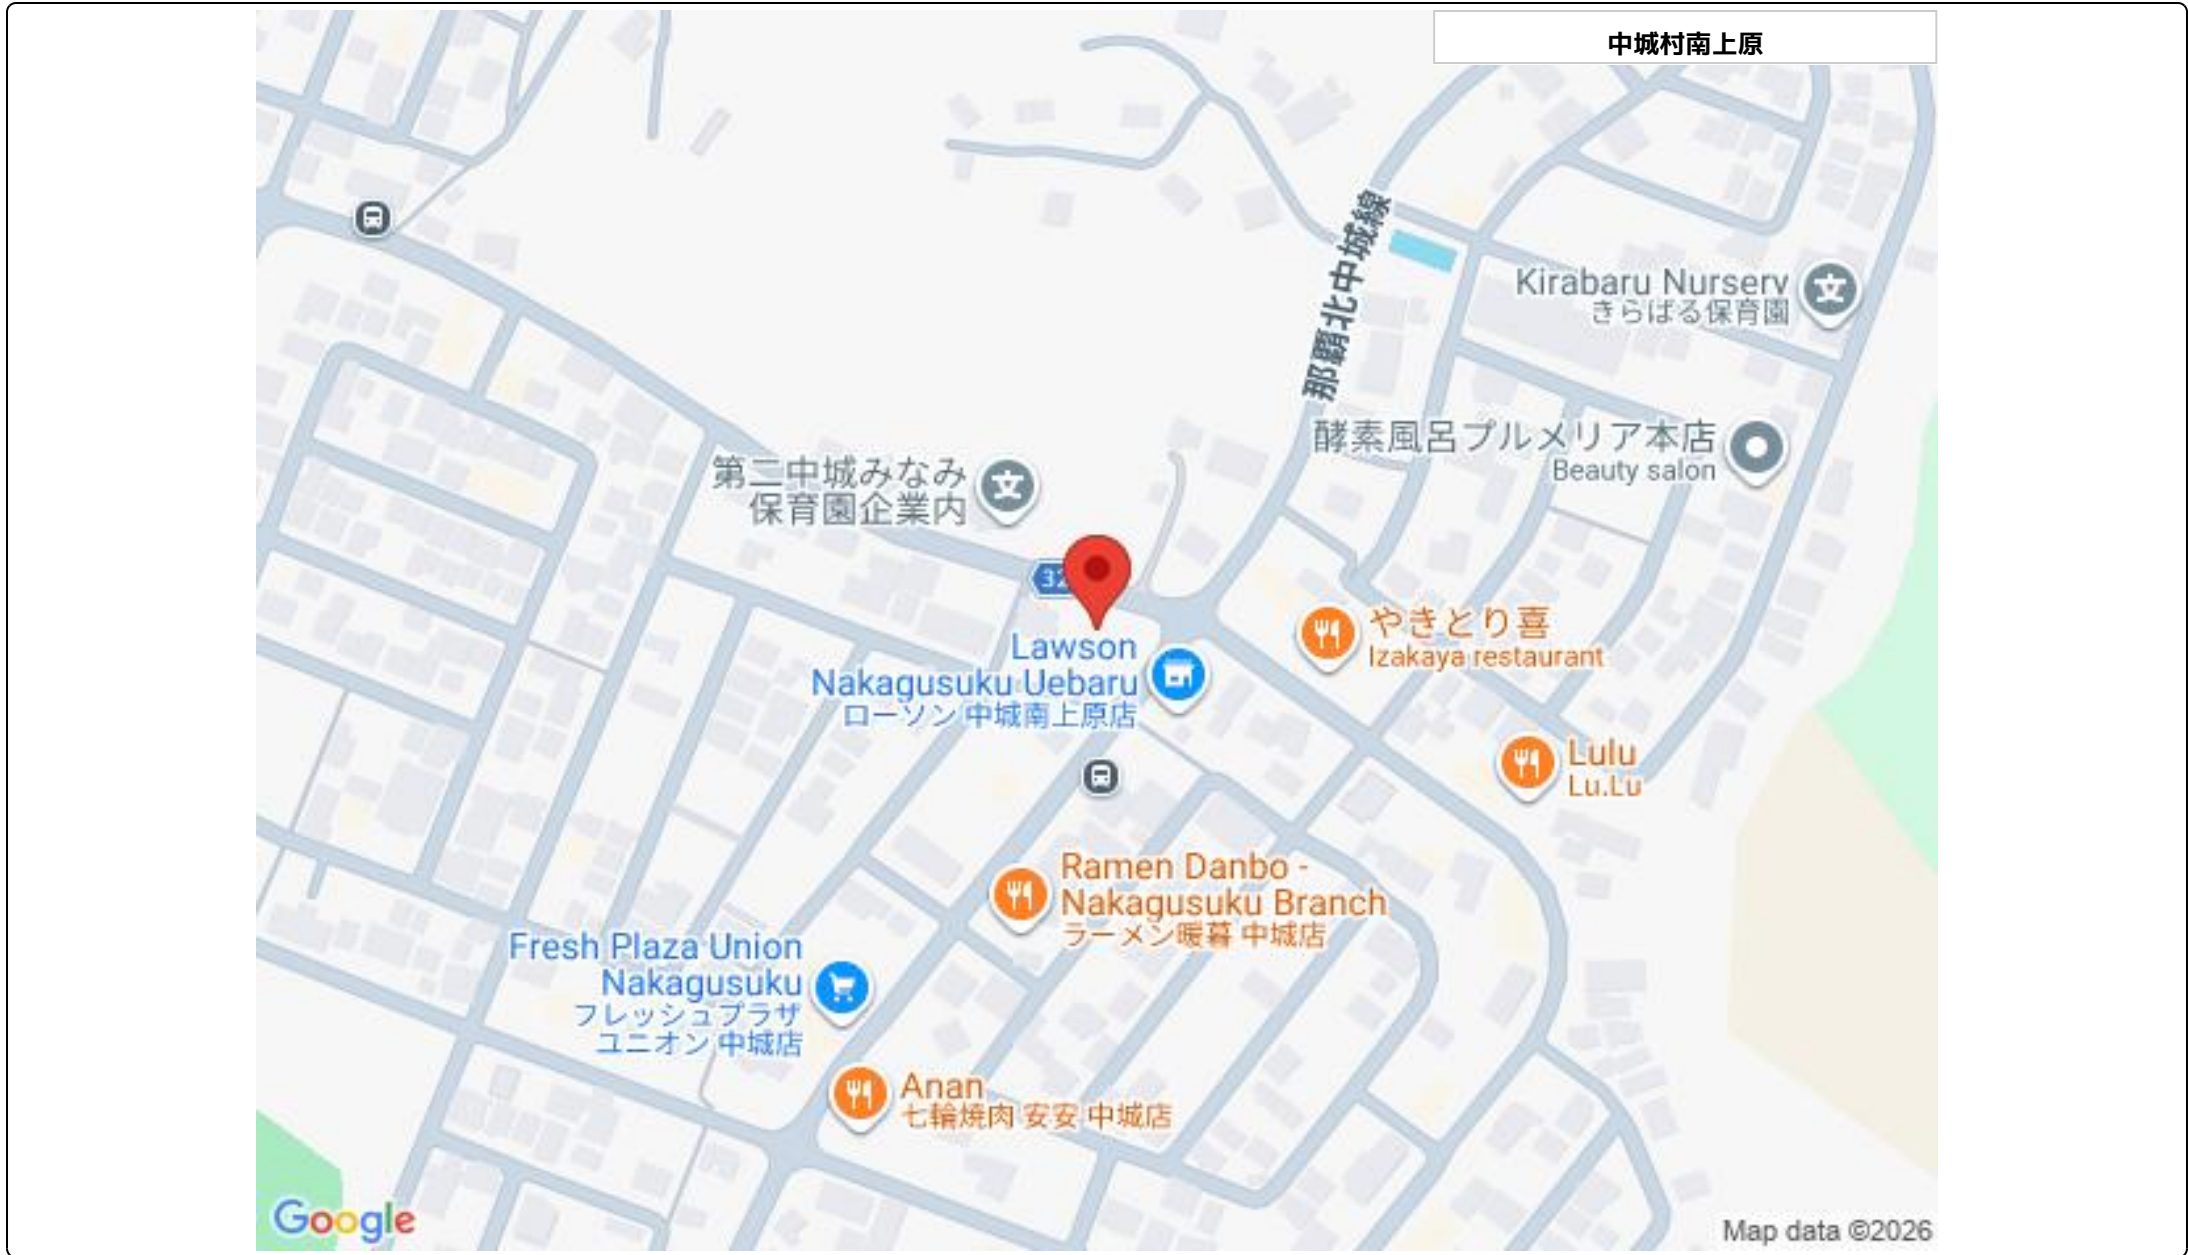 中城村南上原
那覇北中城線
Kirabaru Nurserv
きらばる保育園
酵素風呂プルメリア本店
Beauty salon
第二中城みなみ
保育園企業内
Lawson
Nakagusuku Uebaru
ローソン 中城南上原店
やきとり喜
Izakaya restaurant
Lulu
Lu.Lu
Ramen Danbo -
Nakagusuku Branch
ラーメン暖暮 中城店
Fresh Plaza Union
Nakagusuku
フレッシュプラザ
ユニオン 中城店
Anan
七輪焼肉 安安 中城店
Google
Map data ©2026